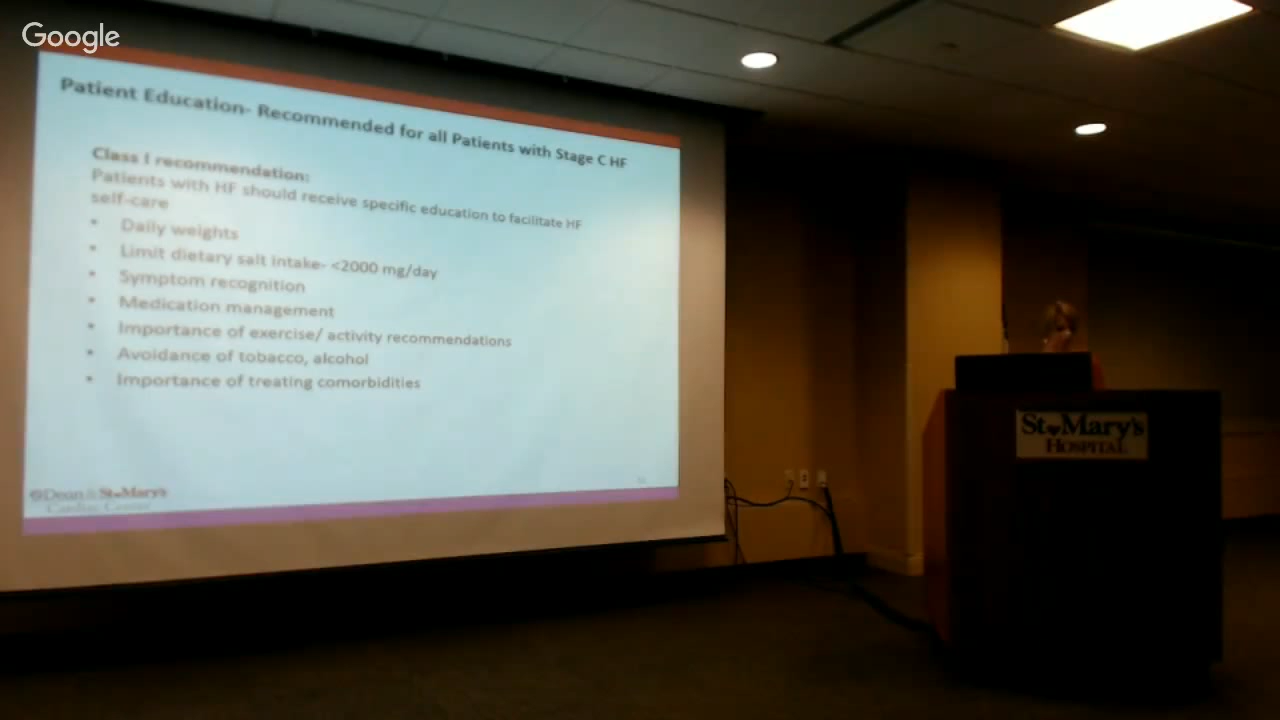 Google
Patient Education- Recommended for all Patients with Stage C HF
Class I recommendation:
Patients with HF should receive specific education to facilitate HF
self-care
• Daily weights
• Limit dietary salt intake- <2000 mg/day
• Symptom recognition
• Medication management
• Importance of exercise/ activity recommendations
• Avoidance of tobacco, alcohol
• Importance of treating comorbidities
Dean & St.Mary's
Cardiac Center
St. Mary's
HOSPITAL